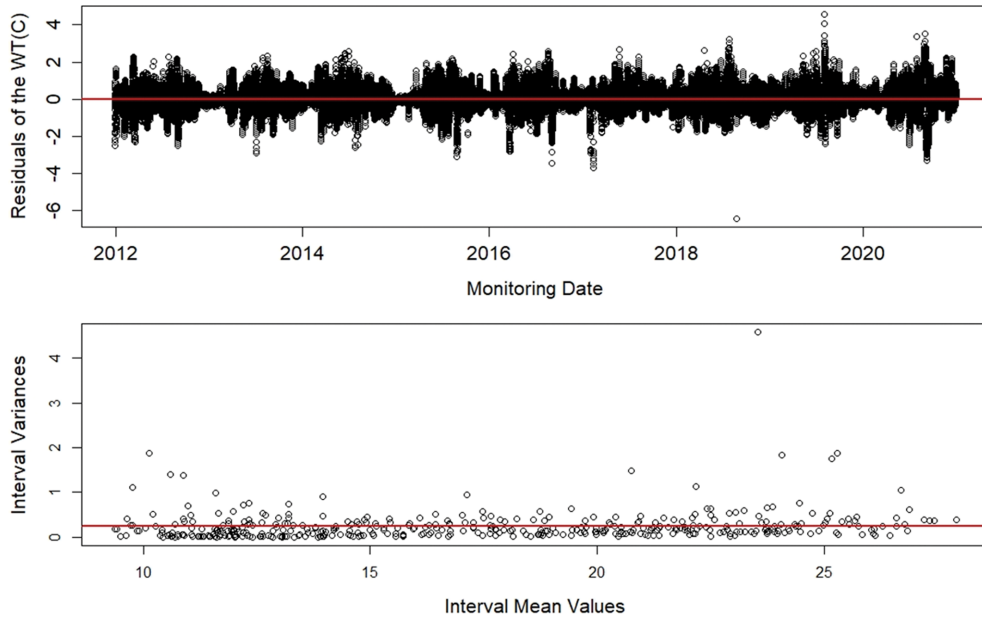 Residuals of the WT(C)
4
2
0
-2
-4
-6
2012 2014 2016 2018 2020
Monitoring Date
Interval Variances
4
3
2
1
0
10 15 20 25
Interval Mean Values